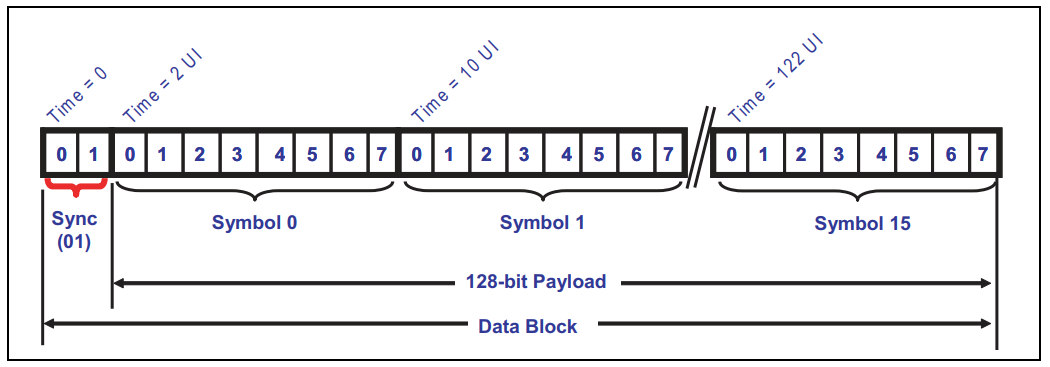 Time = 0
Time = 2 UI
Time = 10 UI
Time = 122 UI
0 1 0 1 2 3 4 5 6 7 0 1 2 3 4 5 6 7 0 1 2 3 4 5 6 7
Sync
(01)
Symbol 0
Symbol 1
Symbol 15
128-bit Payload
Data Block